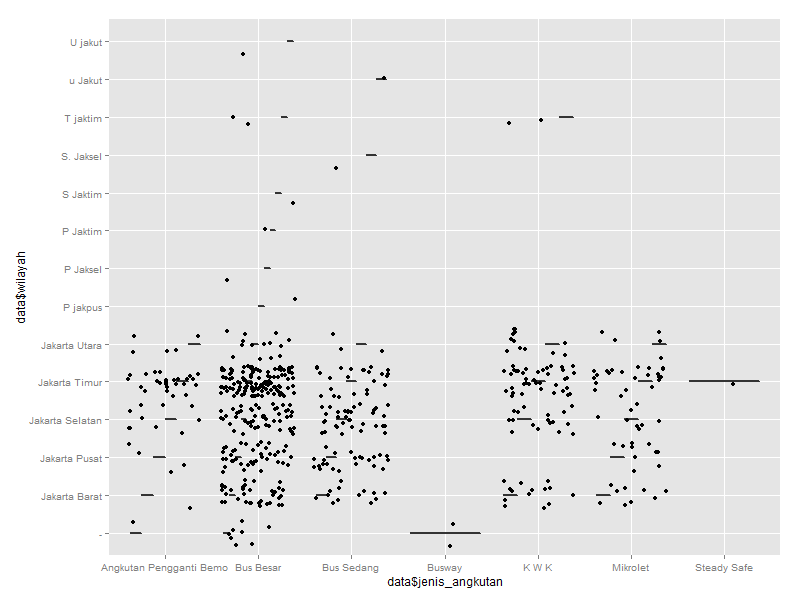 data$wilayah
U jakut
u Jakut
T jaktim
S. Jaksel
S Jaktim
P Jaktim
P Jaksel
P jakpus
Jakarta Utara
Jakarta Timur
Jakarta Selatan
Jakarta Pusat
Jakarta Barat
-
Angkutan Pengganti Bemo Bus Besar Bus Sedang Busway K W K Mikrolet Steady Safe
data$jenis_angkutan